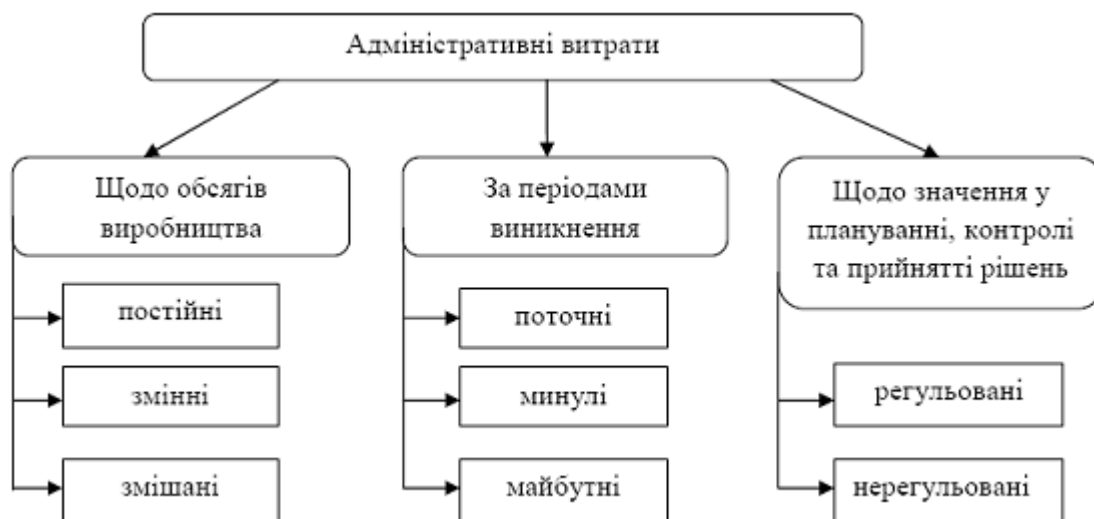 Адміністративні витрати
Щодо обсягів
виробництва
постійні
змінні
змішані
За періодами
виникнення
поточні
минулі
майбутні
Щодо значення у
плануванні, контролі
та прийнятті рішень
регульовані
нерегульовані